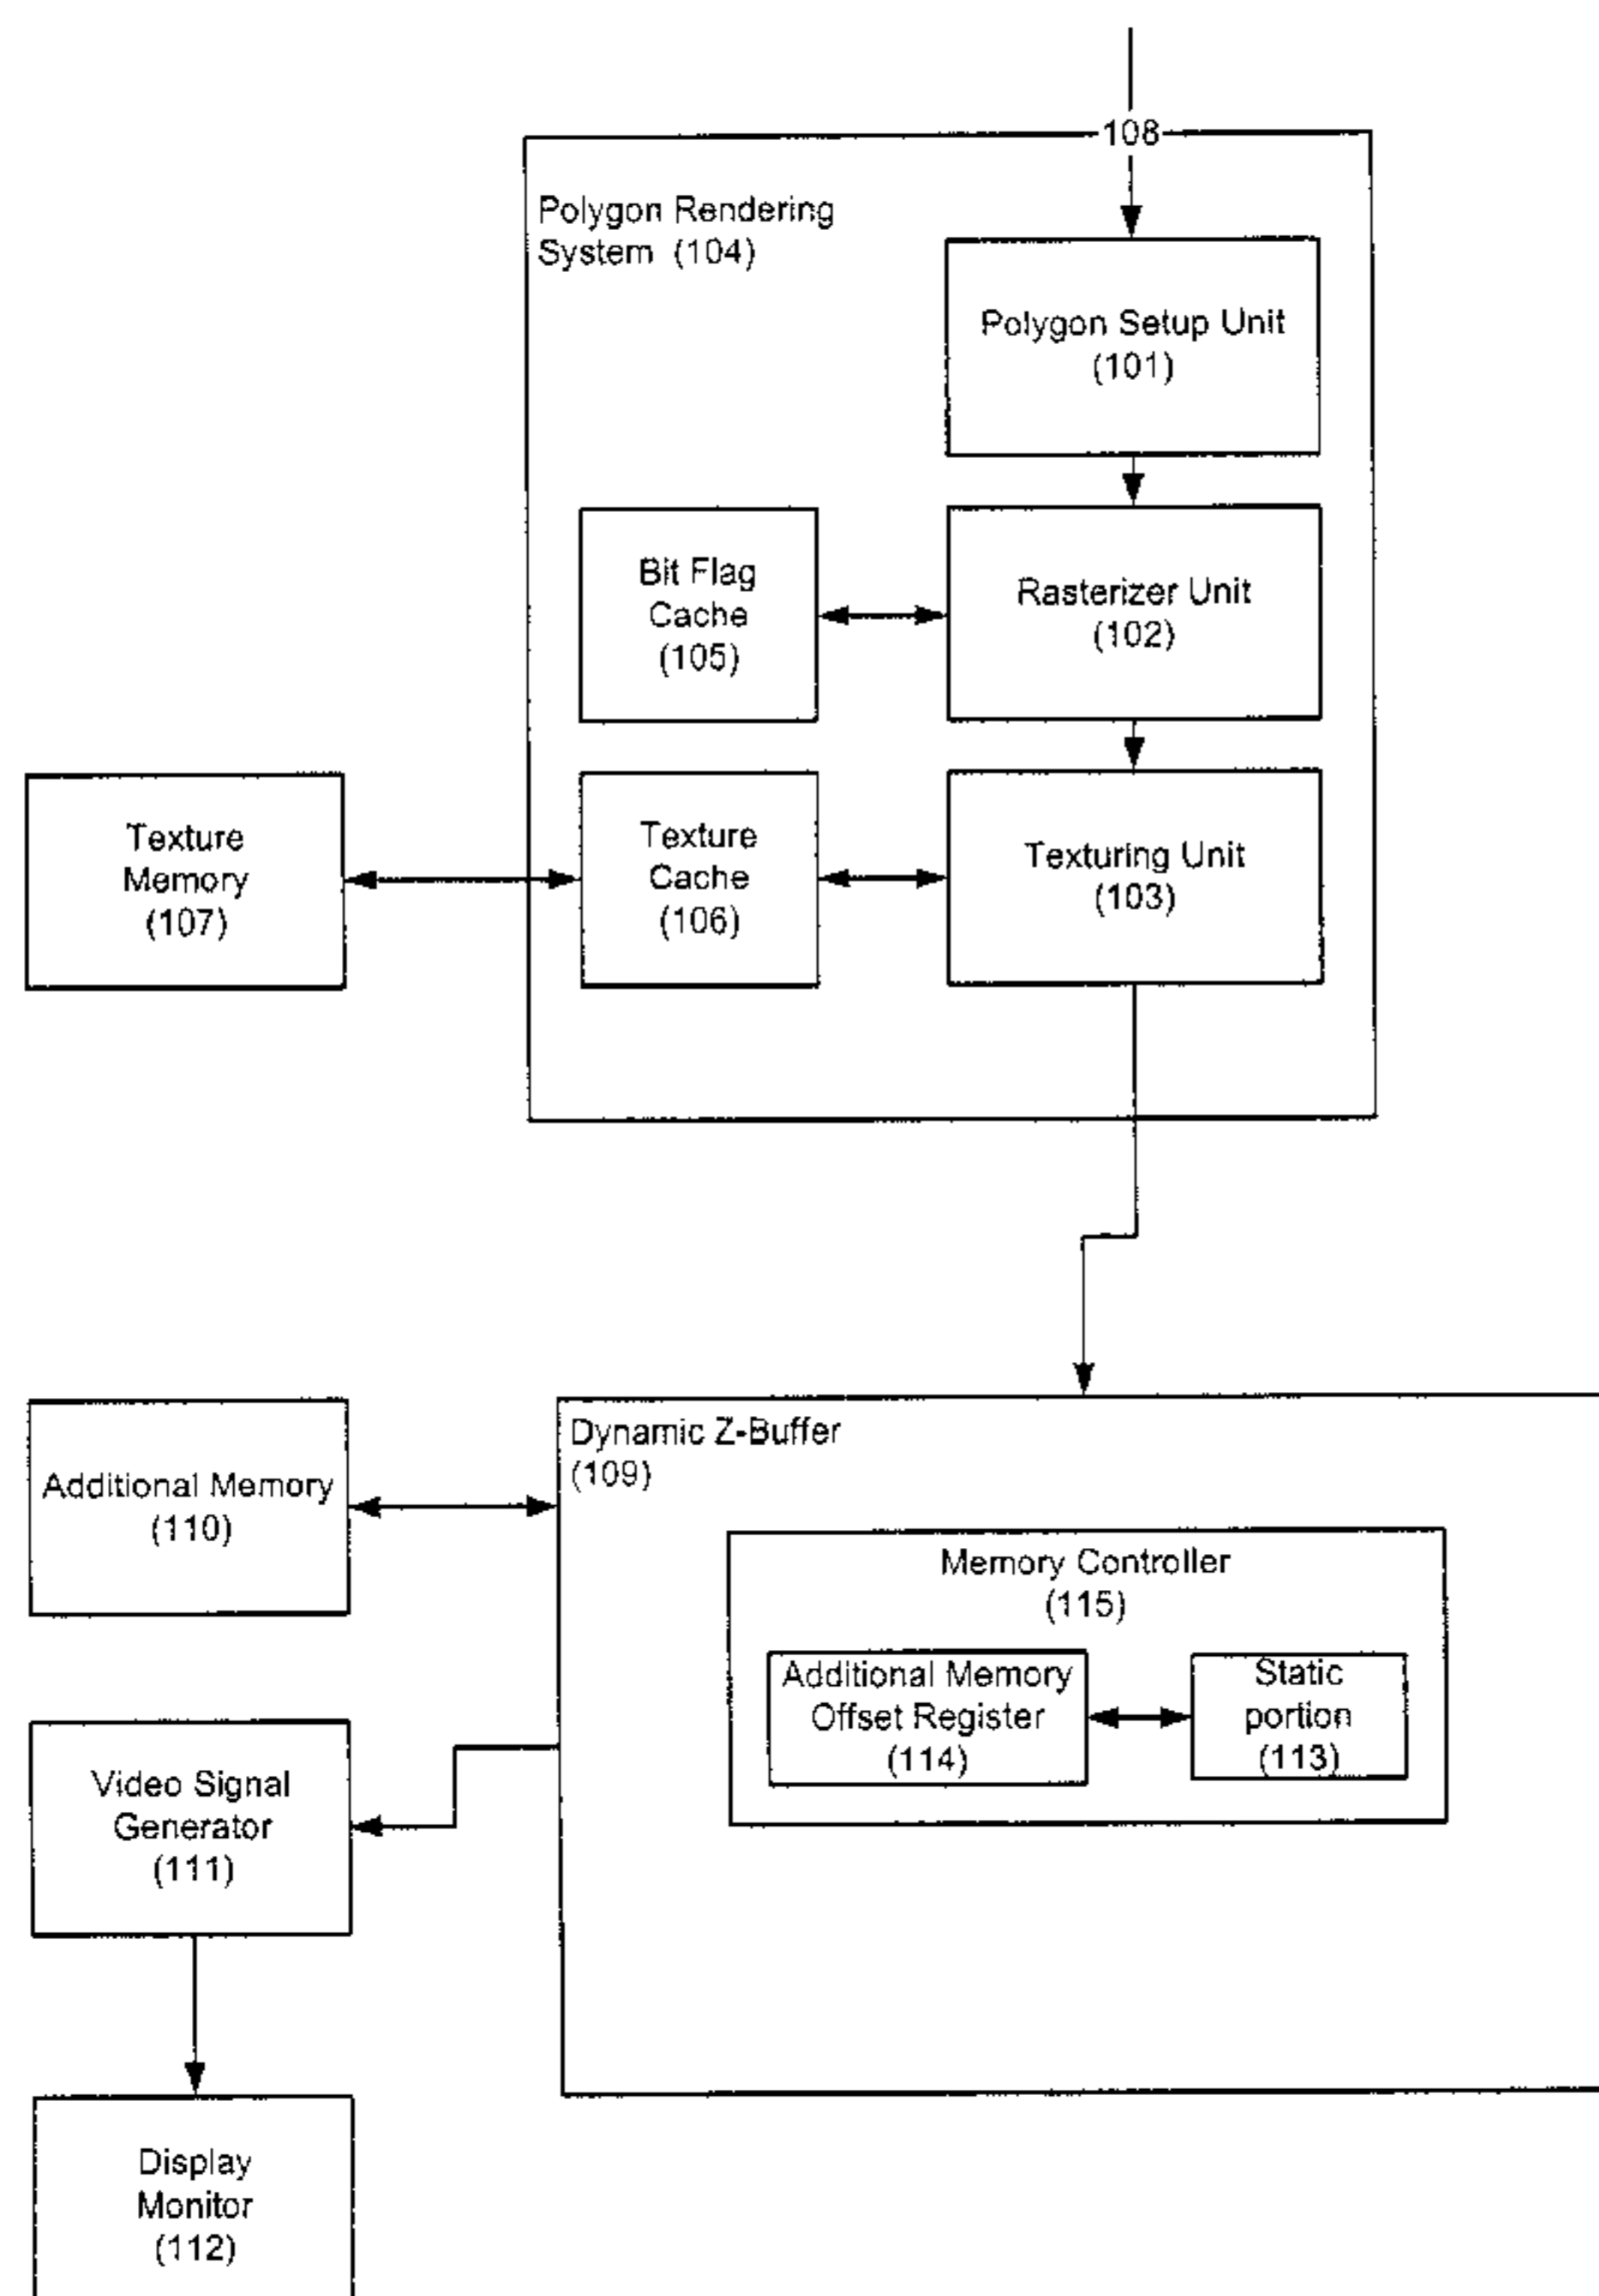 108
Polygon Rendering
System (104)
Polygon Setup Unit
(101)
Bit Flag
Cache
(105)
Rasterizer Unit
(102)
Texture
Memory
(107)
Texture
Cache
(106)
Texturing Unit
(103)
Dynamic Z-Buffer
(109)
Additional Memory
(110)
Memory Controller
(115)
Additional Memory
Offset Register
(114)
Static
portion
(113)
Video Signal
Generator
(111)
Display
Monitor
(112)